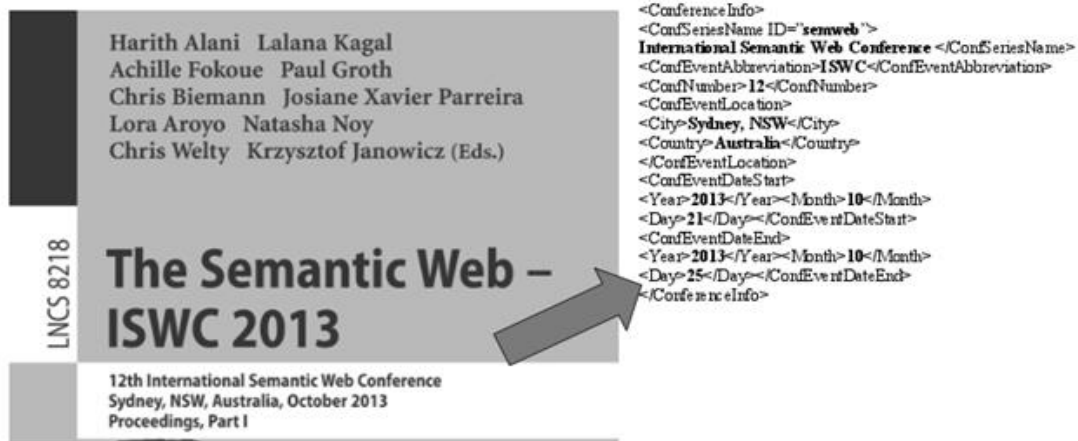 Harith Alani Lalana Kagal
Achille Fokoue Paul Groth
Chris Biemann Josiane Xavier Parreira
Lora Aroyo Natasha Noy
Chris Welty Krzysztof Janowicz (Eds.)
LNCS 8218
The Semantic Web –
ISWC 2013
12th International Semantic Web Conference
Sydney, NSW, Australia, October 2013
Proceedings, Part I
<ConferenceInfo>
<ConfSeriesName ID="semweb">
International Semantic Web Conference </ConfSeriesName>
<ConfEventAbbreviation>ISWC</ConfEventAbbreviation>
<ConfNumber>12</ConfNumber>
<ConfEventLocation>
<City>Sydney, NSW</City>
<Country>Australia</Country>
</ConfEventLocation>
<ConfEventDateStart>
<Year>2013</Year><Month>10</Month>
<Day>21</Day></ConfEventDateStart>
<ConfEventDateEnd>
<Year>2013</Year><Month>10</Month>
<Day>25</Day></ConfEventDateEnd>
</ConferenceInfo>